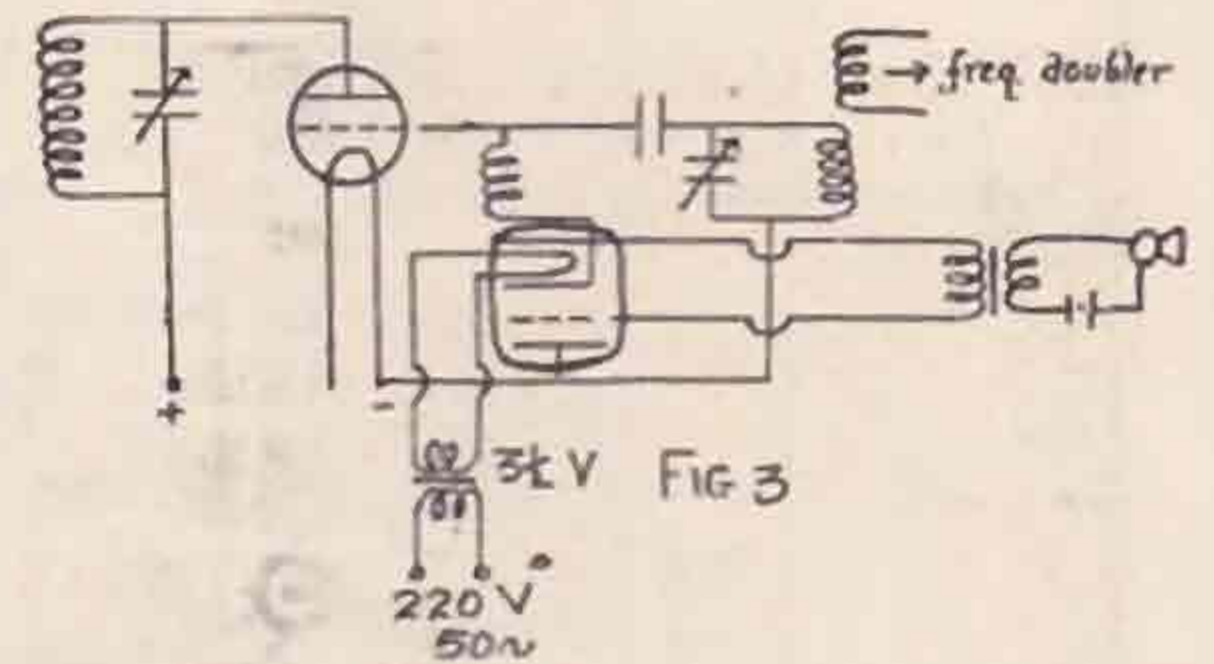 → freq. doubler
+
-
3½ V
FIG 3
220 V
50~